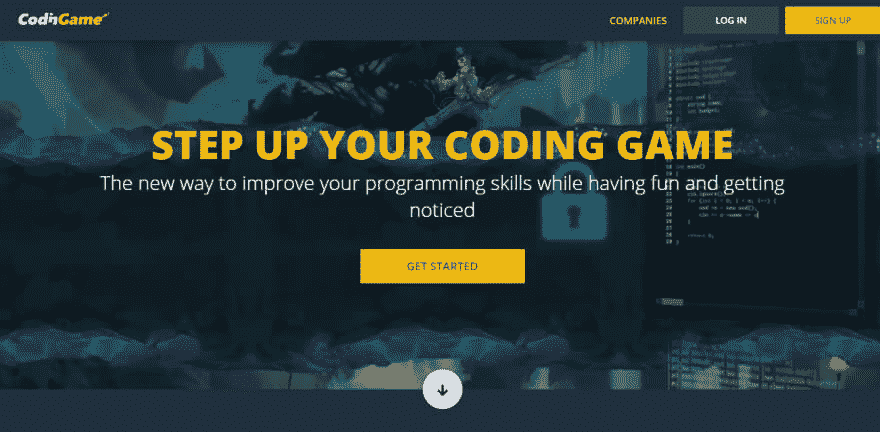 CodinGame
COMPANIES
LOG IN
SIGN UP
STEP UP YOUR CODING GAME
The new way to improve your programming skills while having fun and getting
noticed
GET STARTED